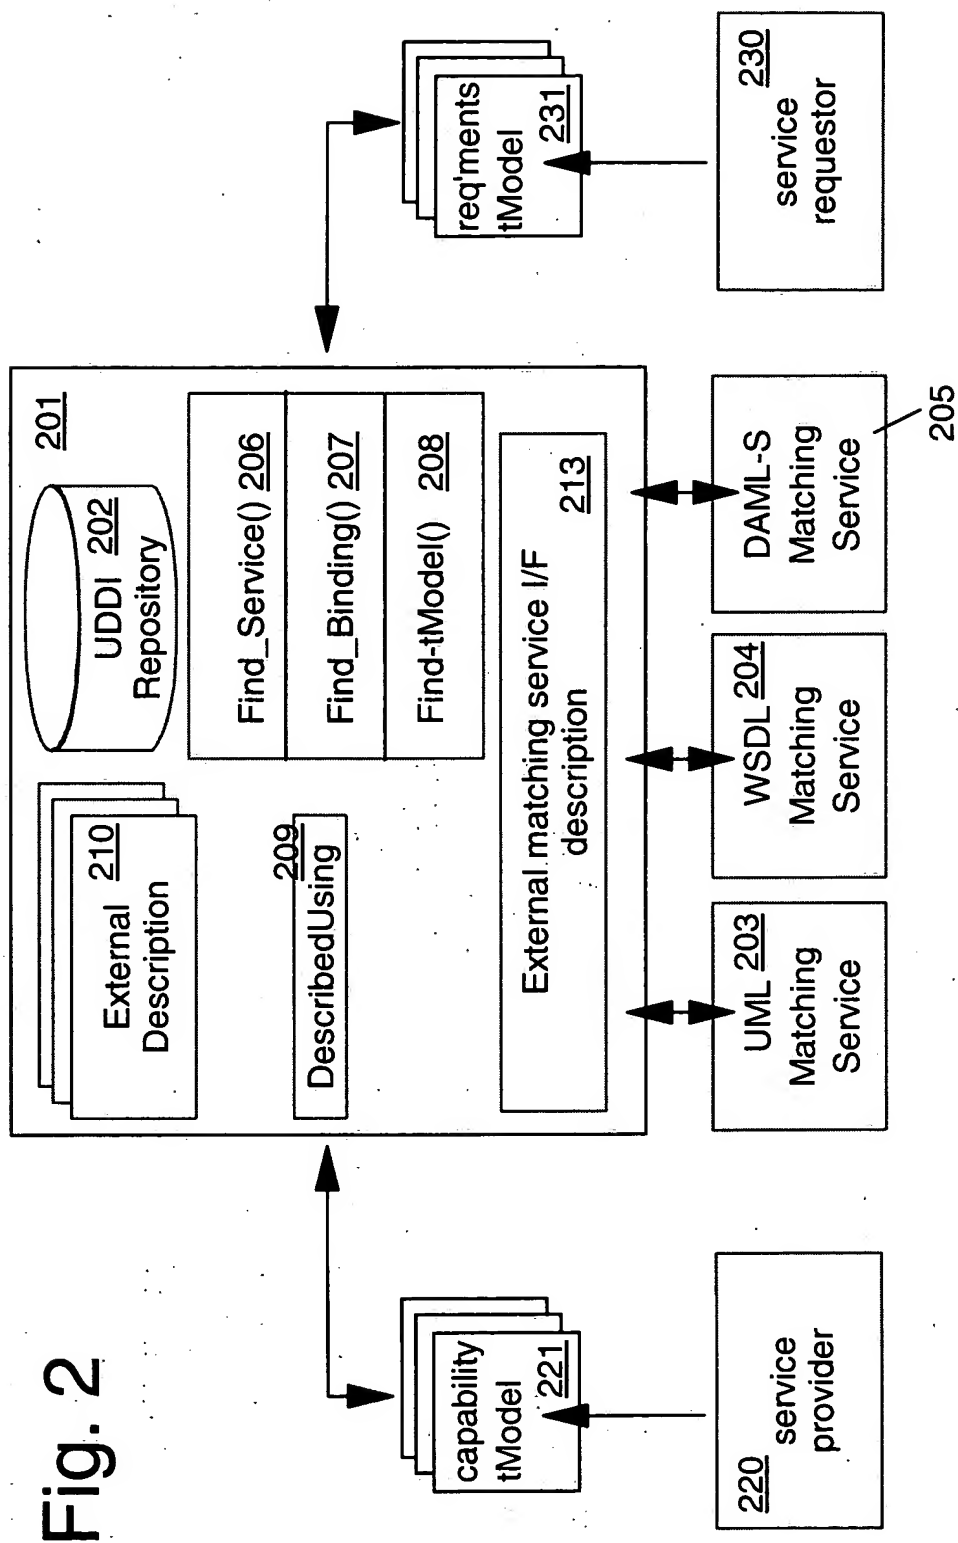 Fig. 2
201
External 210
Description
UDDI 202
Repository
209
DescribedUsing
Find_Service() 206
Find_Binding() 207
Find-tModel() 208
External matching service I/F 213
description
capability
tModel 221
req'ments
tModel 231
220 service
provider
UML 203
Matching
Service
WSDL 204
Matching
Service
DAML-S
Matching
Service
205
service 230
requestor